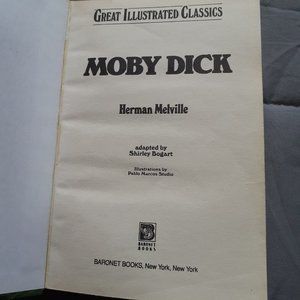 GREAT ILLUSTRATED CLASSICS
MOBY DICK
Herman Melville
adapted by
Shirley Bogart
Illustrations by
Pablo Marcos Studio
BARONET
BOOKS
BARONET BOOKS, New York, New York